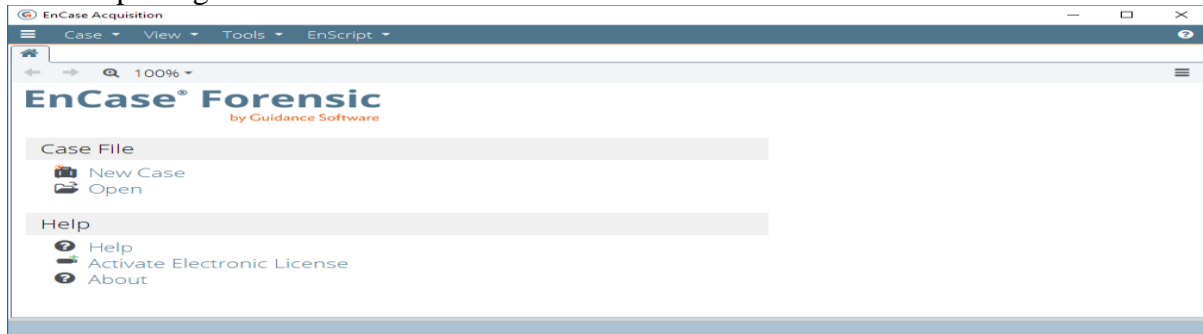 EnCase Acquisition
Case View Tools EnScript
100%
EnCase® Forensic
by Guidance Software
Case File
New Case
Open
Help
Help
Activate Electronic License
About